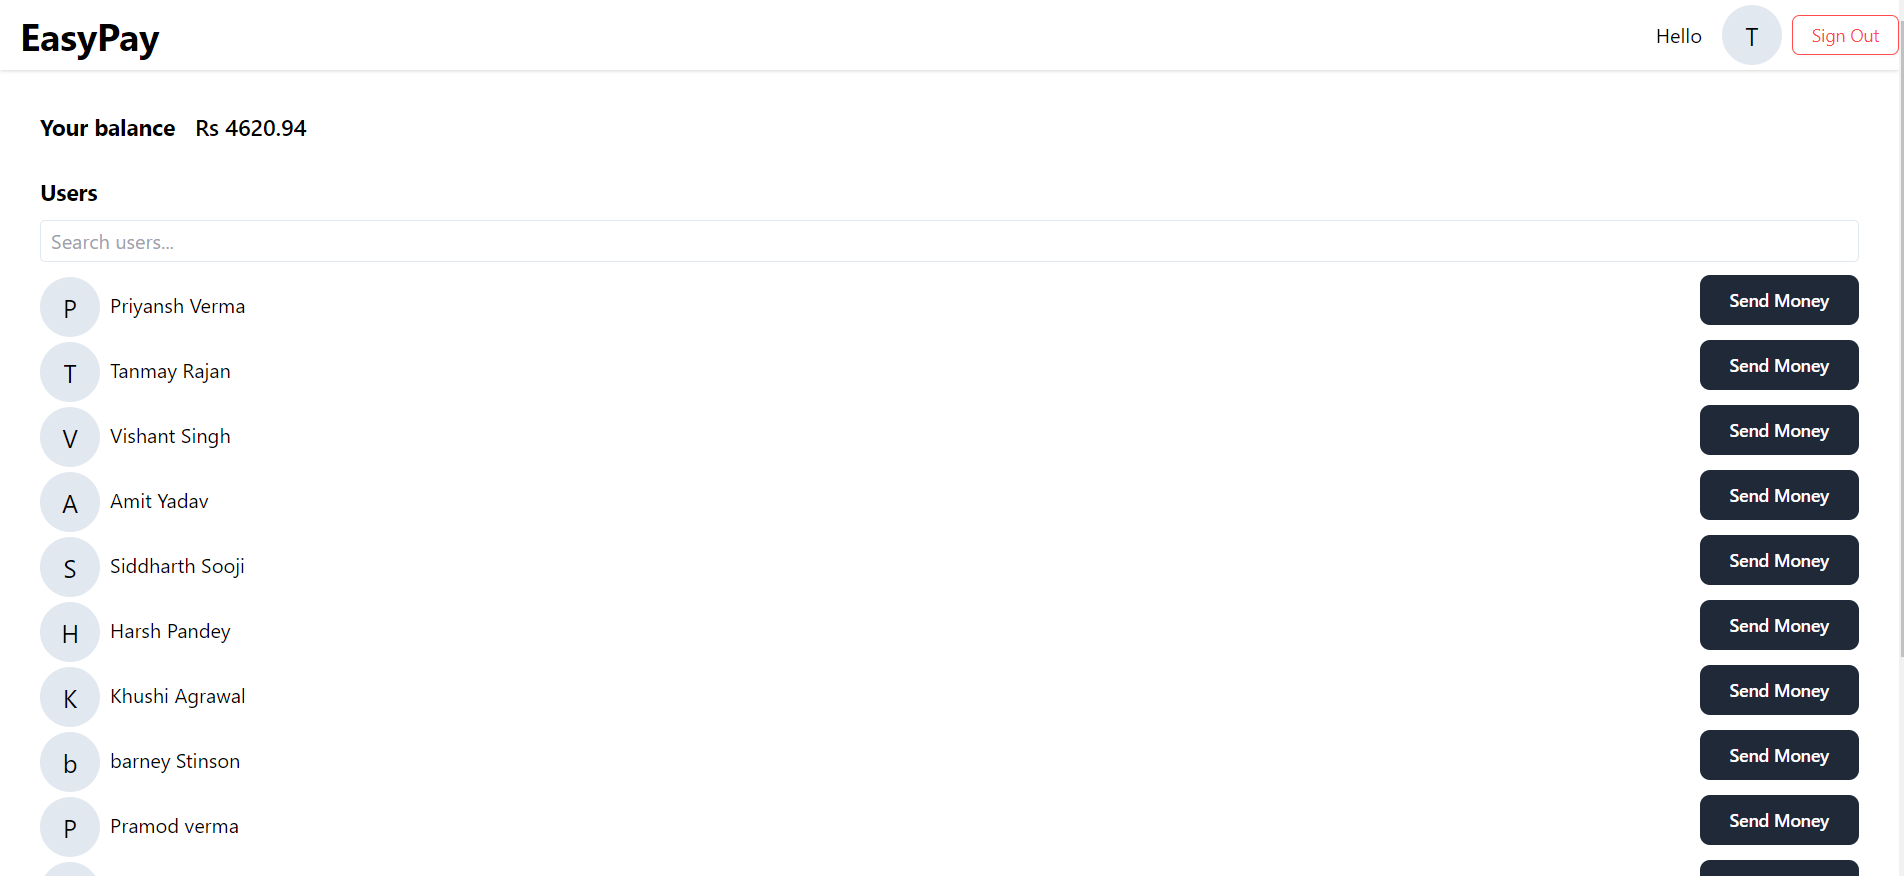 EasyPay
Hello T Sign Out
Your balance Rs 4620.94
Users
Search users...
P Priyansh Verma Send Money
T Tanmay Rajan Send Money
V Vishant Singh Send Money
A Amit Yadav Send Money
S Siddharth Sooji Send Money
H Harsh Pandey Send Money
K Khushi Agrawal Send Money
b barney Stinson Send Money
P Pramod verma Send Money